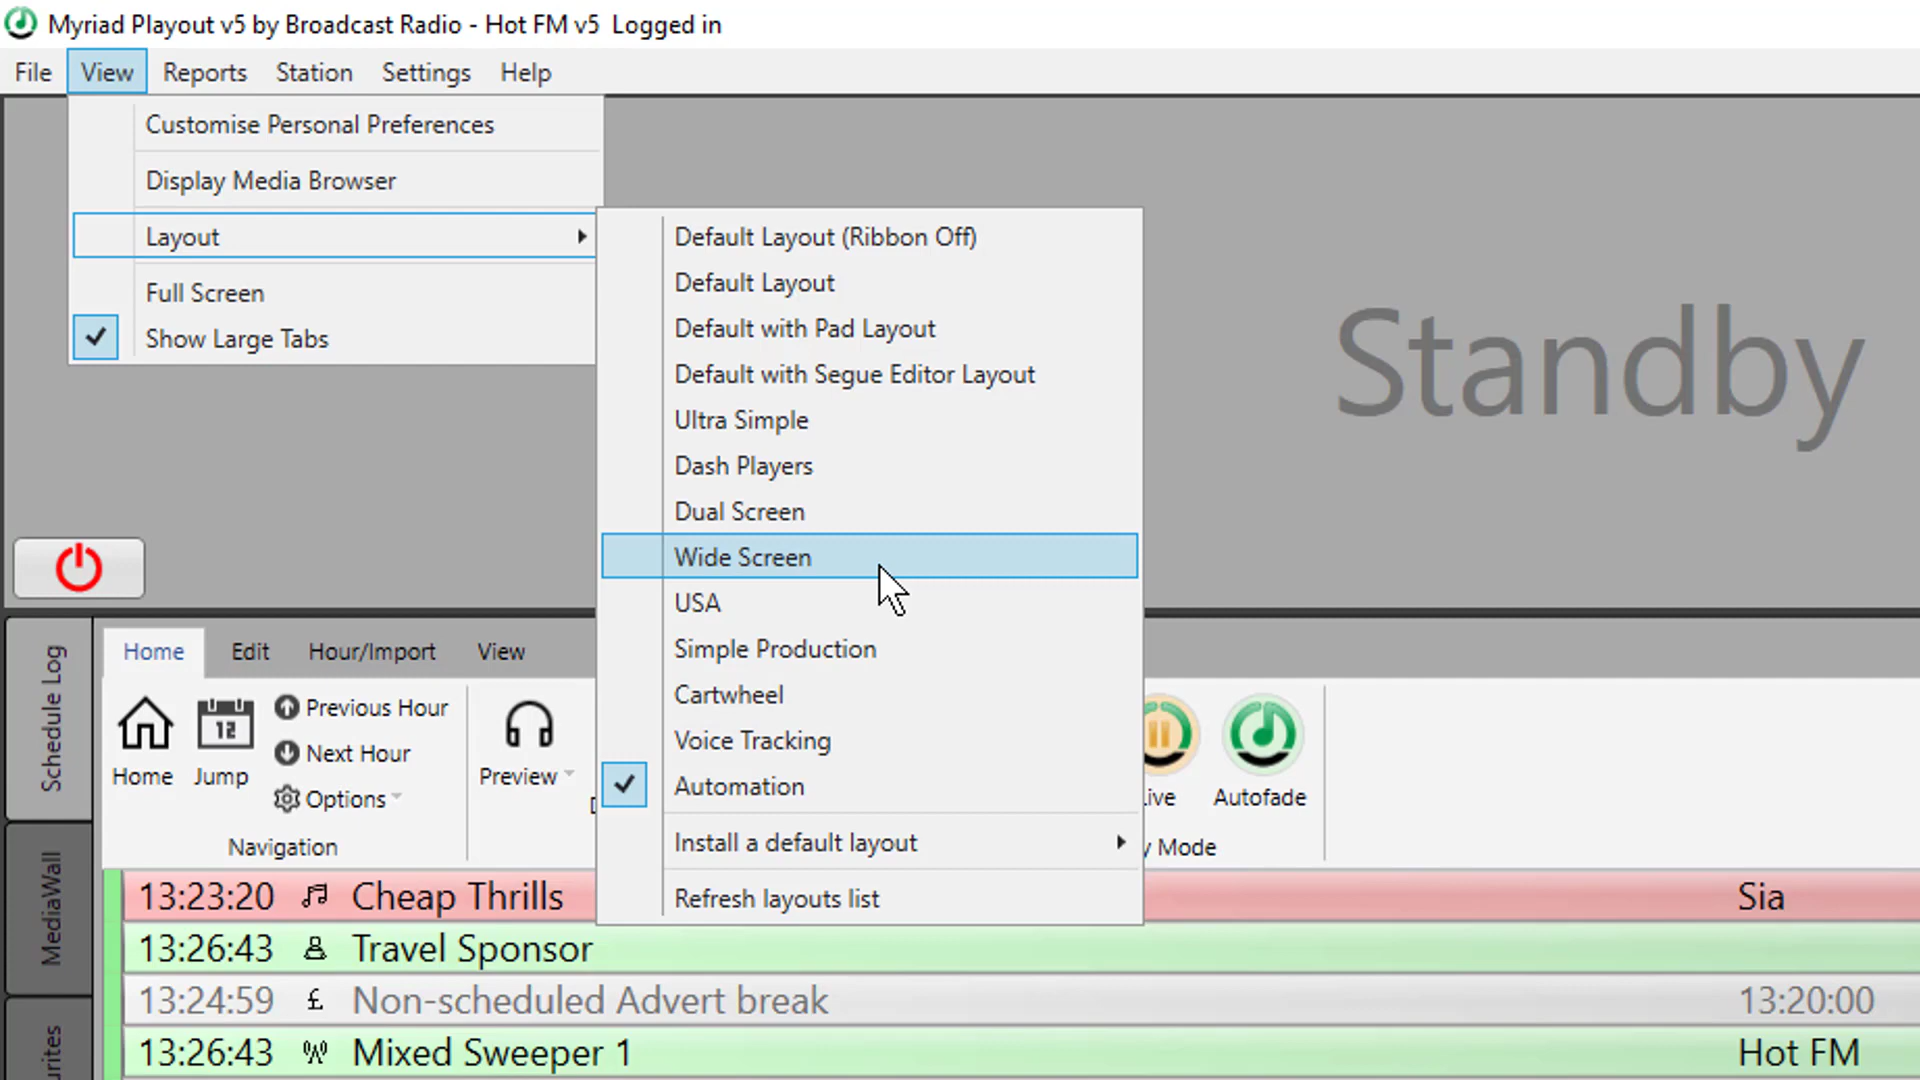 Myriad Playout v5 by Broadcast Radio - Hot FM v5  Logged in
File View Reports Station Settings Help
Customise Personal Preferences
Display Media Browser
Layout
Full Screen
Show Large Tabs
Default Layout (Ribbon Off)
Default Layout
Default with Pad Layout
Default with Segue Editor Layout
Ultra Simple
Dash Players
Dual Screen
Wide Screen
USA
Simple Production
Cartwheel
Voice Tracking
Automation
Install a default layout
Refresh layouts list
Standby
Schedule Log
MediaWall
Home Edit Hour/Import View
Home
12
Jump
Previous Hour
Next Hour
Options
Navigation
Preview
ive
Autofade
y Mode
13:23:20 Cheap Thrills Sia
13:26:43 Travel Sponsor
13:24:59 £ Non-scheduled Advert break 13:20:00
13:26:43 Mixed Sweeper 1 Hot FM